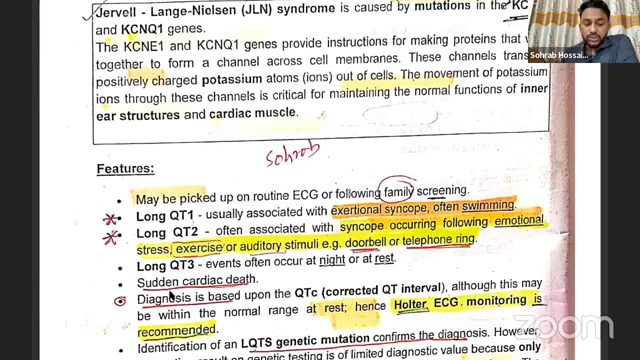 Jervell - Lange-Nielsen (JLN) syndrome is caused by mutations in the KC
and KCNQ1 genes.
The KCNE1 and KCNQ1 genes provide instructions for making proteins that
together to form a channel across cell membranes. These channels
positively charged potassium atoms (ions) out of cells. The movement of potassium
ions through these channels is critical for maintaining the normal functions of inner
ear structures and cardiac muscle.
Sohrab
Features:
• May be picked up on routine ECG or following family screening.
• Long QT1 - usually associated with exertional syncope, often swimming.
• Long QT2 - often associated with syncope occurring following emotional
stress, exercise or auditory stimuli e.g. doorbell or telephone ring.
• Long QT3 - events often occur at night or at rest.
• Sudden cardiac death.
• Diagnosis is based upon the QTc (corrected QT interval), although this may
be within the normal range at rest; hence Holter ECG monitoring is
recommended.
• Identification of an LQTS genetic mutation confirms the diagnosis. However,
result on genetic testing is of limited diagnostic value because only
Sohrab Hossai...
LIVE
zoom